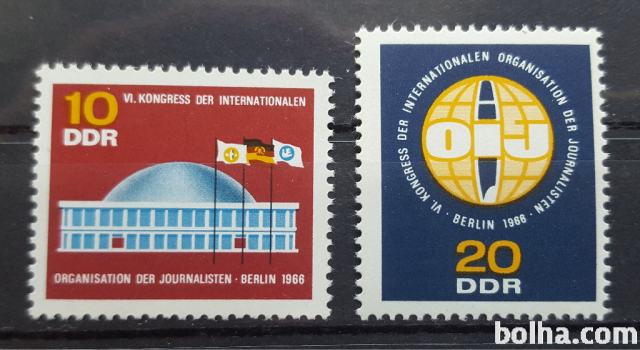 10
DDR
VI. KONGRESS DER INTERNATIONALEN
ORGANISATION DER JOURNALISTEN · BERLIN 1966
VI. KONGRESS DER INTERNATIONALEN ORGANISATION DER JOURNALISTEN ·
BERLIN 1966 ·
OIJ
20
DDR
bolha.com